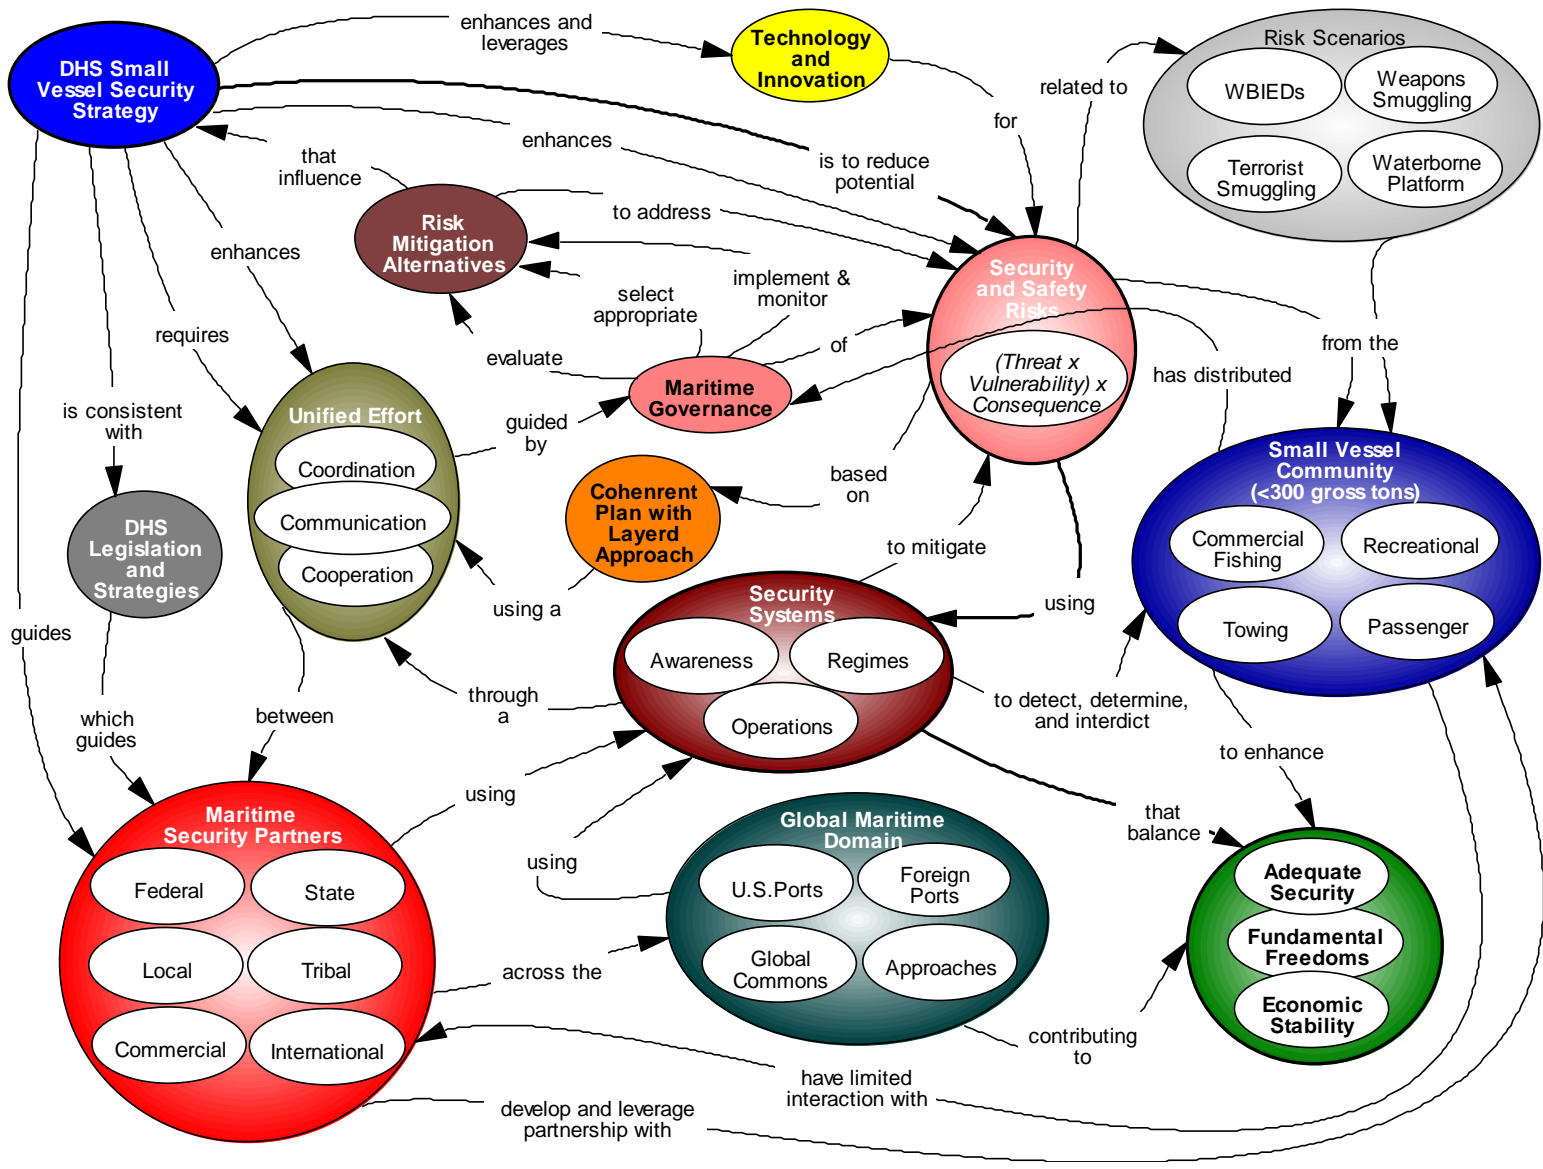 enhances and
leverages
Technology
and
Innovation
DHS Small
Vessel Security
Strategy
Risk Scenarios
WBIEDs
Weapons
Smuggling
Terrorist
Smuggling
Waterborne
Platform
related to
for
enhances
is to reduce
potential
that
influence
to address
Risk
Mitigation
Alternatives
enhances
implement &
monitor
select
appropriate
Security
and Safety
Risks
(Threat x
Vulnerability) x
Consequence
requires
evaluate
of
from the
has distributed
Maritime
Governance
is consistent
with
Unified Effort
Coordination
Communication
Cooperation
guided
by
based
on
Cohenrent
Plan with
Layerd
Approach
Small Vessel
Community
(<300 gross tons)
Commercial
Fishing
Recreational
Towing
Passenger
DHS
Legislation
and
Strategies
to mitigate
using a
using
guides
Security
Systems
Awareness
Regimes
Operations
through
a
to detect, determine,
and interdict
which
guides
between
to enhance
using
that
balance
Maritime
Security Partners
Federal
State
Local
Tribal
Commercial
International
Global Maritime
Domain
U.S.Ports
Foreign
Ports
Global
Commons
Approaches
using
Adequate
Security
Fundamental
Freedoms
Economic
Stability
across the
contributing
to
have limited
interaction with
develop and leverage
partnership with